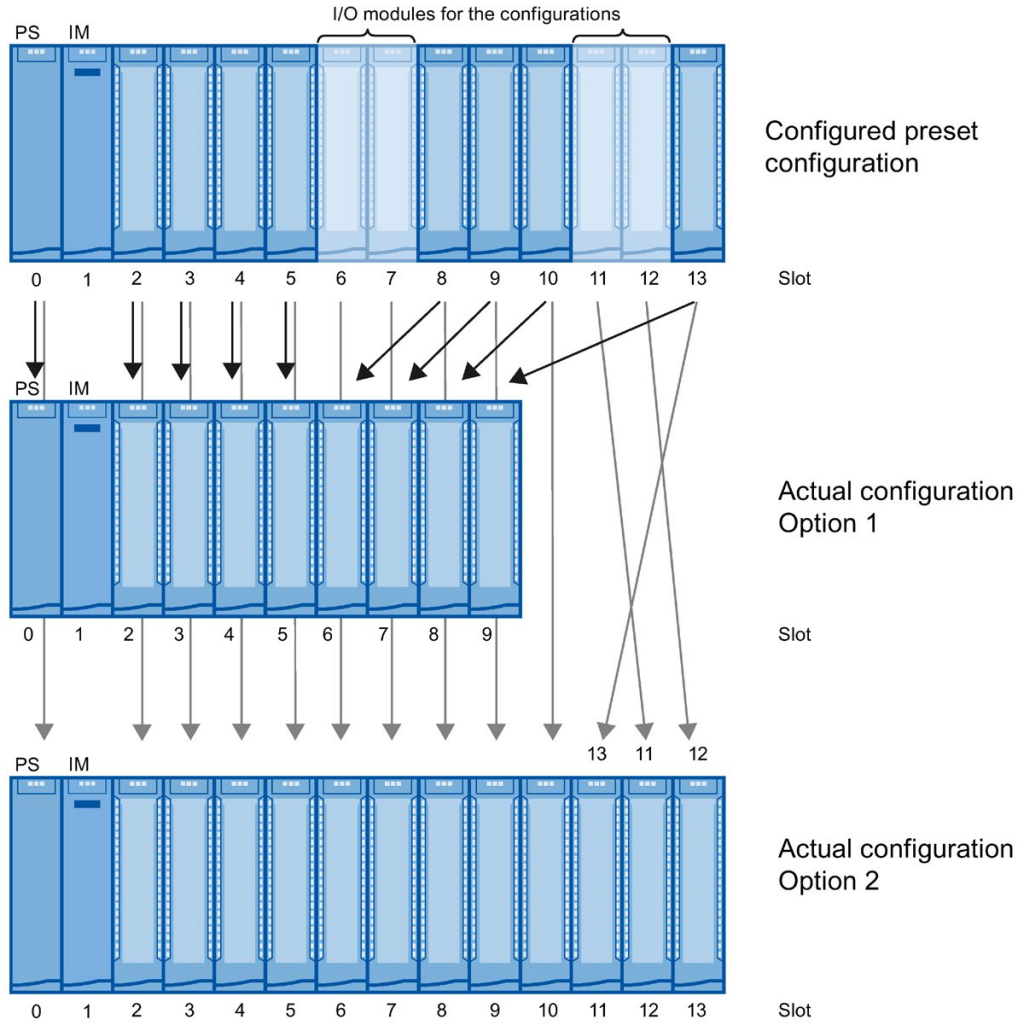 I/O modules for the configurations
PS IM
Configured preset
configuration
0 1 2 3 4 5 6 7 8 9 10 11 12 13 Slot
PS IM
Actual configuration
Option 1
0 1 2 3 4 5 6 7 8 9 Slot
13 11 12
PS IM
Actual configuration
Option 2
0 1 2 3 4 5 6 7 8 9 10 11 12 13 Slot